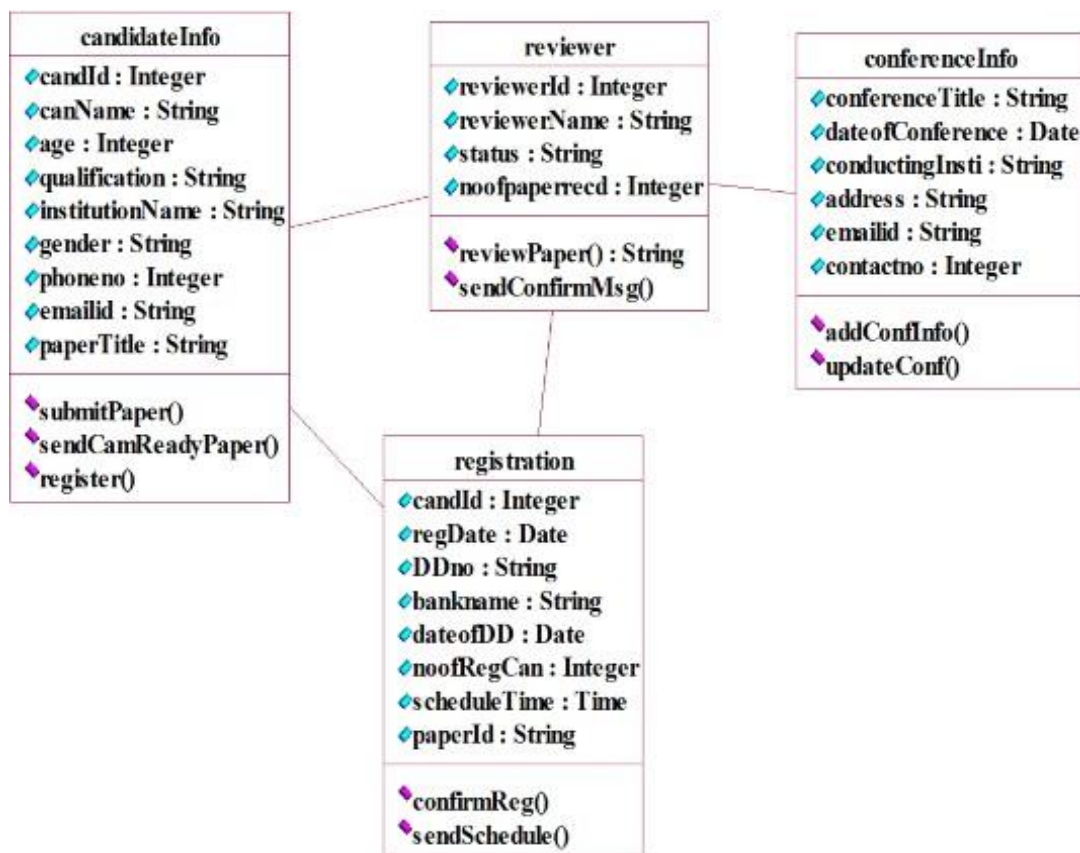 candidateInfo
candId : Integer
canName : String
age : Integer
qualification : String
institutionName : String
gender : String
phoneno : Integer
emailid : String
paperTitle : String
submitPaper()
sendCamReadyPaper()
register()
reviewer
reviewerId : Integer
reviewerName : String
status : String
noofpaperrecd : Integer
reviewPaper() : String
sendConfirmMsg()
conferenceInfo
conferenceTitle : String
dateofConference : Date
conductingInsti : String
address : String
emailid : String
contactno : Integer
addConfInfo()
updateConf()
registration
candId : Integer
regDate : Date
DDno : String
bankname : String
dateofDD : Date
noofRegCan : Integer
scheduleTime : Time
paperId : String
confirmReg()
sendSchedule()